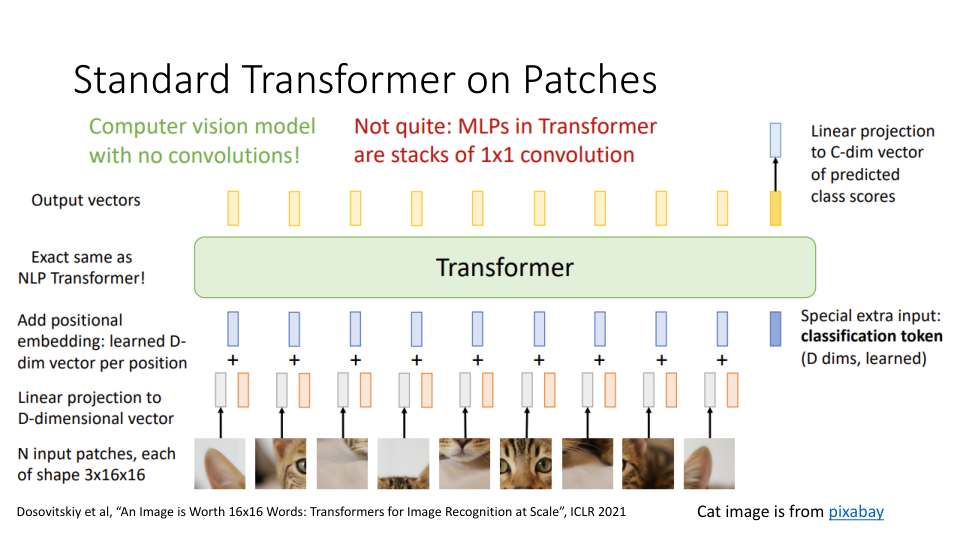 Standard Transformer on Patches
Computer vision model
with no convolutions!
Not quite: MLPs in Transformer
are stacks of 1x1 convolution
Linear projection
to C-dim vector
of predicted
class scores
Output vectors
Exact same as
NLP Transformer!
Transformer
Add positional
embedding: learned D-
dim vector per position
+ + + + + + + + +
Special extra input:
classification token
(D dims, learned)
Linear projection to
D-dimensional vector
N input patches, each
of shape 3x16x16
Dosovitskiy et al, “An Image is Worth 16x16 Words: Transformers for Image Recognition at Scale”, ICLR 2021
Cat image is from pixabay